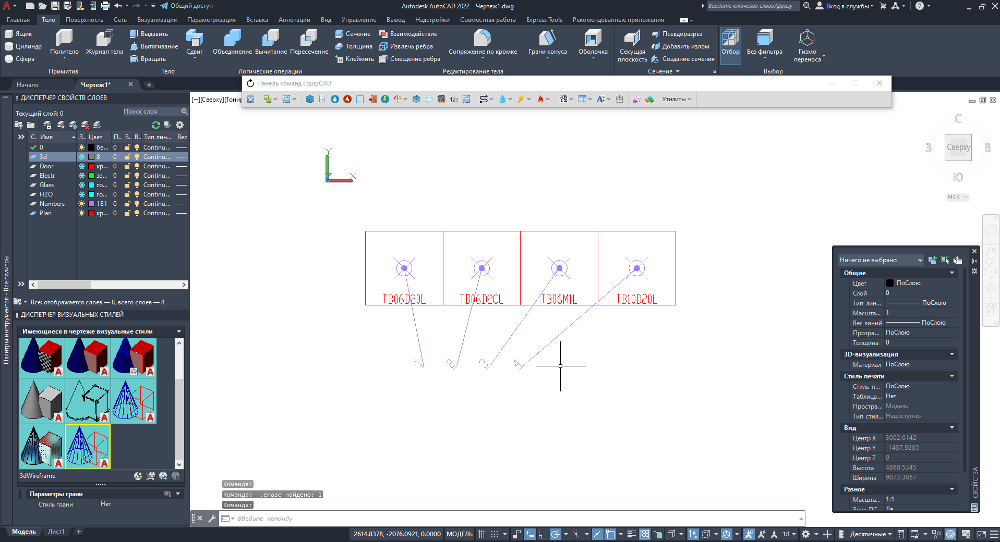 Общий доступ
Autodesk AutoCAD 2022 Чертеж1.dwg
Введите ключевое слово/фразу
Вход в службы
Главная Тело Поверхность Сеть Визуализация Параметризация Вставка Аннотации Вид Управление Вывод Надстройки Совместная работа Express Tools Рекомендованные приложения
Ящик
Цилиндр
Сфера
Политело
Журнал тела
Примитив
Выдавить
Вытягивание
Вращать
Сдвиг
Тело
Объединение Вычитание Пересечение
Логические операции
Сечение
Толщина
Клеймить
Взаимодействие
Извлечь ребра
Смещение ребра
Сопряжение по кромке
Грани конуса
Оболочка
Редактирование тела
Секущая
плоскость
Псевдоразрез
Добавить излом
Создание сечения
Сечение
Отбор
Без фильтра
Гизмо
переноса
Выбор
Начало
Чертеж1*
Панель команд EquipCAD
123
AB
12
Утилиты
[−][Сверху][Тонир
ДИСПЕТЧЕР СВОЙСТВ СЛОЕВ
Текущий слой: 0
Поиск слоя
С. Имя З.. Цвет П.. Б.. В.. Тип лин... Вес
0 бе... 0 Continu...
3d 8 0 Continu...
Door кр... 0 Continu...
Electr зе... 0 Continu...
Glass го... 0 Continu...
H2O го... 0 Continu...
Numbers 181 0 Continu...
Plan кр... 0 Continu...
Все: отображается слоев — 8, всего слоев — 8
ДИСПЕТЧЕР ВИЗУАЛЬНЫХ СТИЛЕЙ
Имеющиеся в чертеже визуальные стили
3dWireframe
Параметры грани
Стиль грани Нет
Палитры инструментов - Все палитры
Y
X
TB06D20L TB06D2CL TB06M1L TB10D20L
1 2 3 4
С
З Сверху В
Ю
МСК
Ничего не выбрано
Общие
Цвет ПоСлою
Слой 0
Тип лин... ПоСлою
Масшта... 1
Вес линий ПоСлою
Прозра... ПоСлою
Толщина 0
3D-визуализация
Материал ПоСлою
Стиль печати
Стиль п... ПоСлою
Таблица... Нет
Простра... Модель
Тип стил... Недоступно
Вид
Центр X 3002.6142
Центр Y -1437.9285
Центр Z 0
Высота 4860.5345
Ширина 9073.3867
Разное
Масшта... 1:1
Знак ПС... Да
СВОЙСТВА
Команда:
Команда: _.erase найдено: 1
Команда:
Введите команду
Модель Лист1
2614.8378, -2076.0921, 0.0000 МОДЕЛЬ
1:1
Десятичные